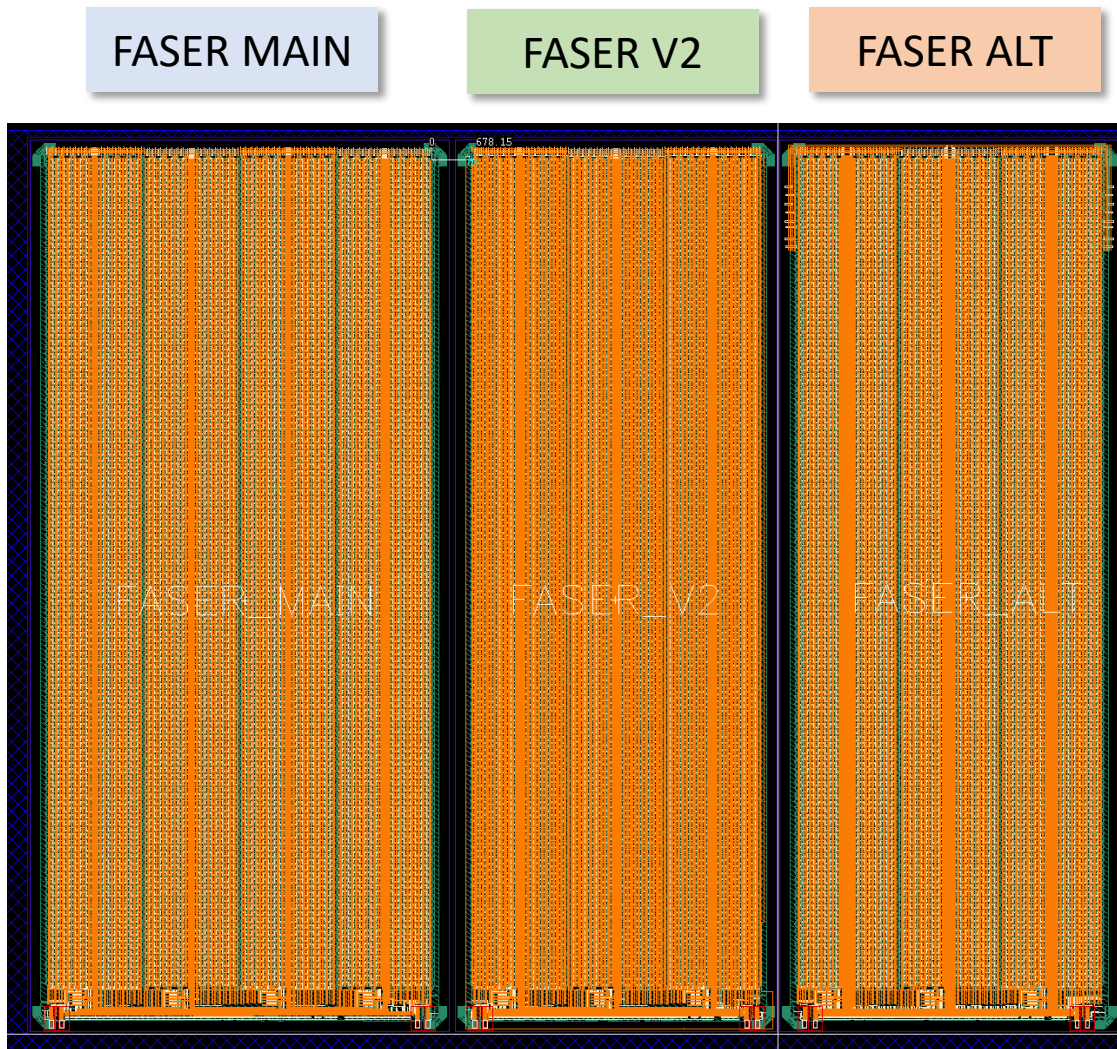 FASER MAIN
FASER V2
FASER ALT
0
678.15
FASER_MAIN
FASER_V2
FASER_ALT